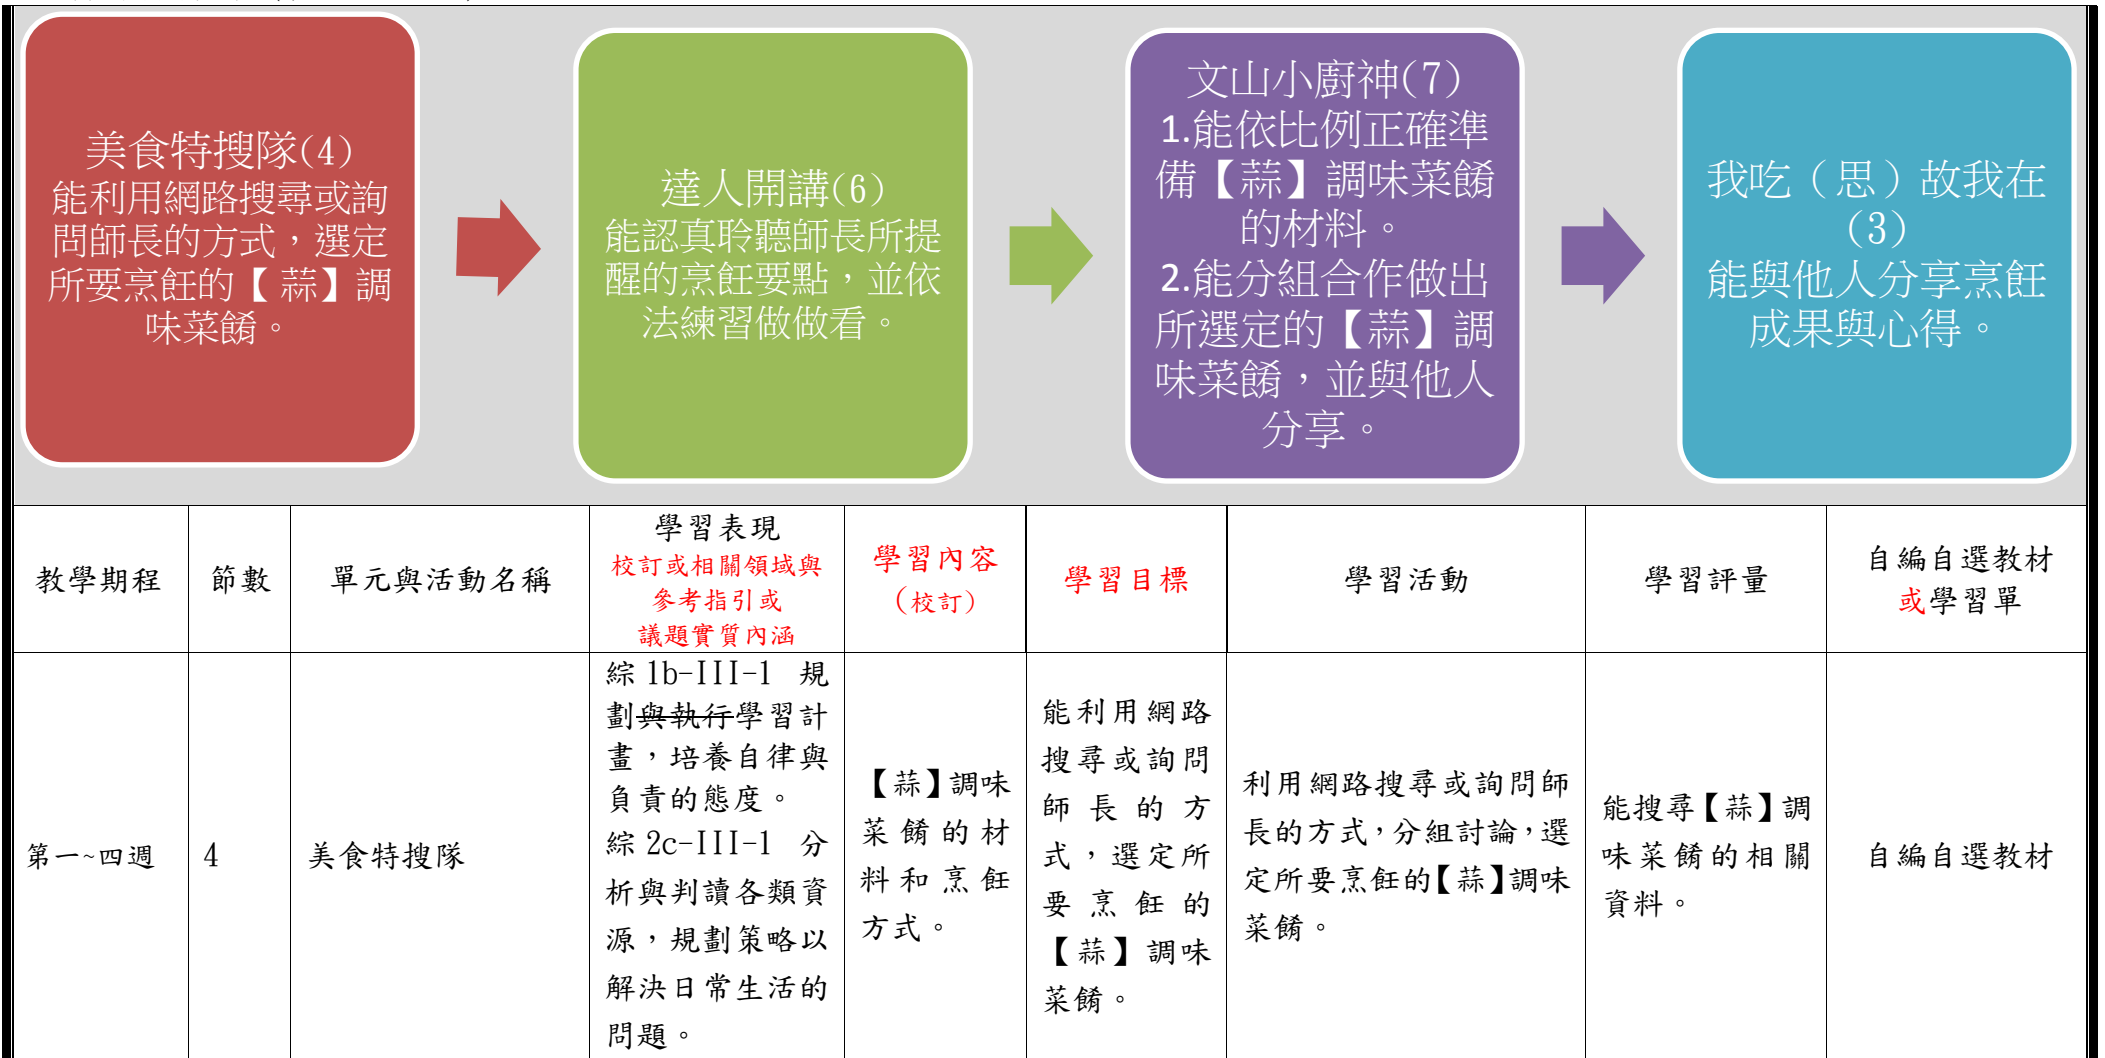 美食特搜隊(4)
能利用網路搜尋或詢
問師長的方式，選定
所要烹飪的【 蒜】調
味菜餚。
達人開講(6)
能認真聆聽師長所提
醒的烹飪要點，並依
法練習做做看。
文山小廚神(7)
1.能依比例正確準
備【蒜】調味菜餚
的材料。
2.能分組合作做出
所選定的【蒜】調
味菜餚，並與他人
分享。
我吃（思）故我在
(3)
能與他人分享烹飪
成果與心得。
教學期程
節數
單元與活動名稱
學習表現
校訂或相關領域與
參考指引或
議題實質內涵
學習內容
(校訂)
學習目標
學習活動
學習評量
自編自選教材
或學習單
第一~四週
4
美食特搜隊
綜 1b-III-1 規
劃與執行學習計
畫，培養自律與
負責的態度。
綜 2c-III-1 分
析與判讀各類資
源，規劃策略以
解決日常生活的
問題。
【蒜】調味
菜餚的材
料和烹飪
方式。
能利用網路
搜尋或詢問
師長的方
式，選定所
要烹飪的
【蒜】調味
菜餚。
利用網路搜尋或詢問師
長的方式，分組討論，選
定所要烹飪的【蒜】調味
菜餚。
能搜尋【蒜】調
味菜餚的相關
資料。
自編自選教材